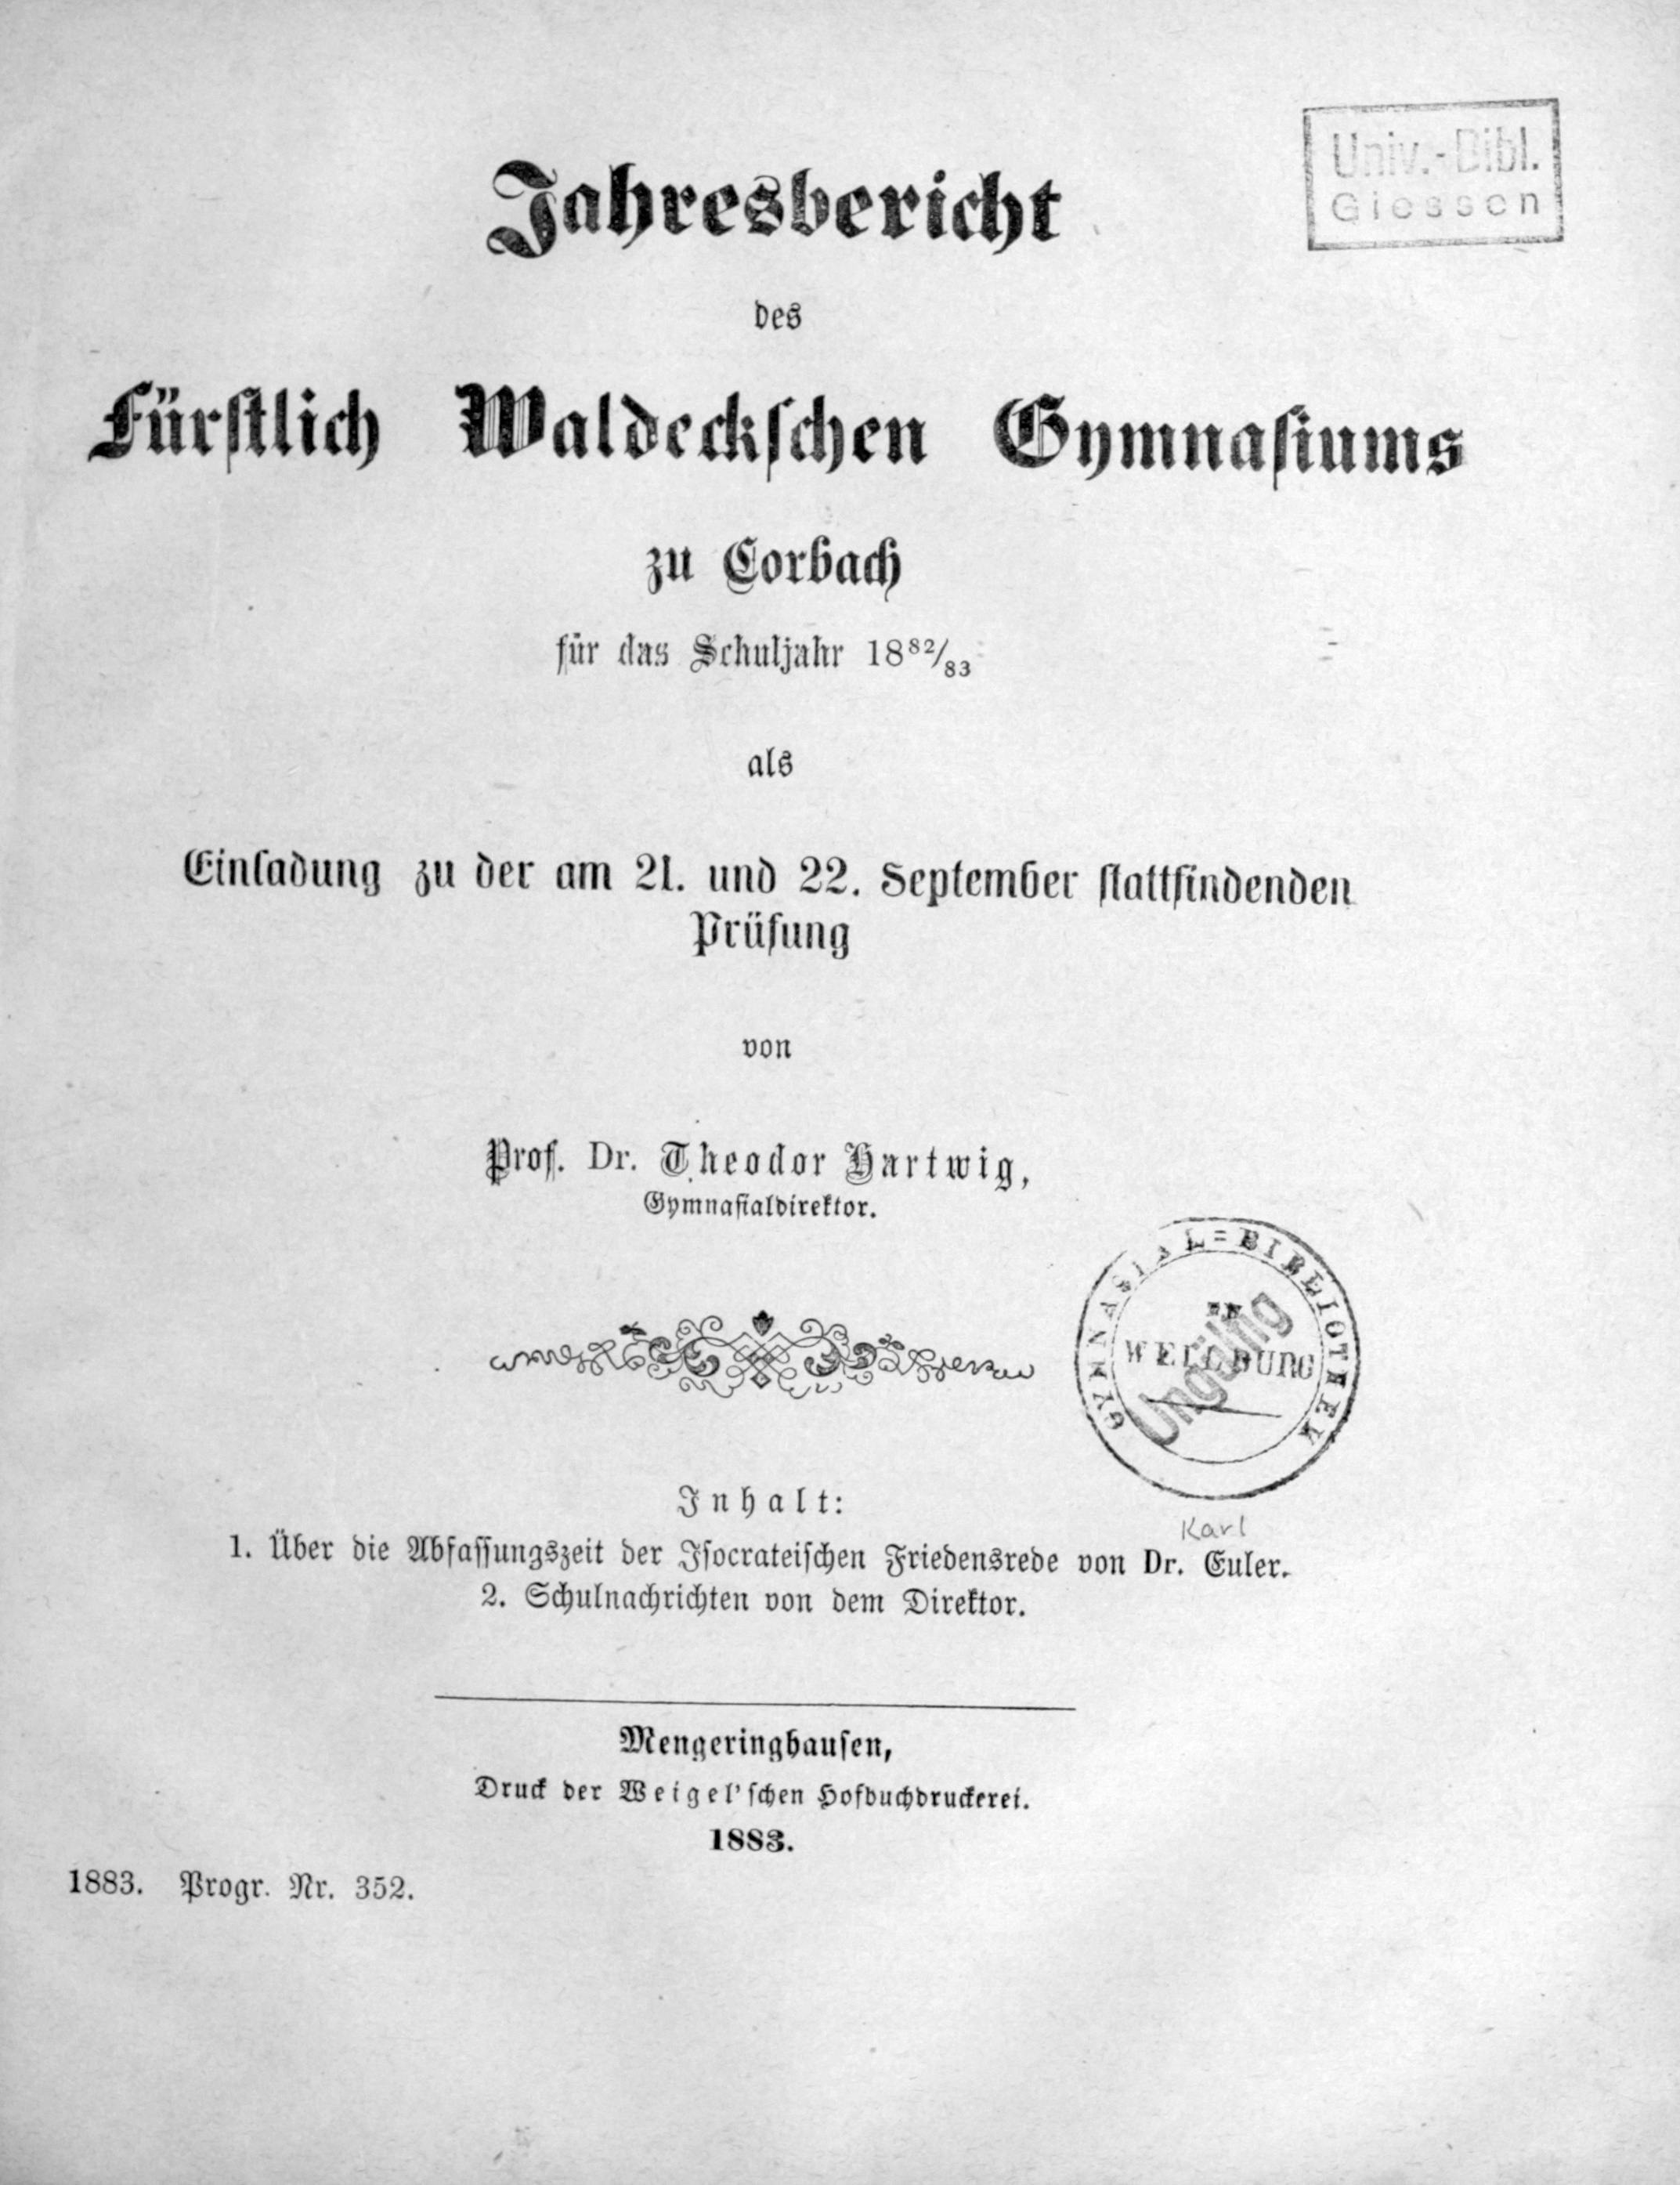 Univ.-Bibl.
Giessen
Jahresbericht
des
Fürstlich Waldeckschen Gymnasiums
zu Corbach
für das Schuljahr 18⁸²/₈₃
als
Einladung zu der am 21. und 22. September stattfindenden
Prüfung
von
Prof. Dr. Theodor Hartwig,
Gymnasialdirektor.
GYMNASIAL=BIBLIOTHEK
WEILBURG
Ungültig
Inhalt:
Karl
1. Über die Abfassungszeit der Isocrateischen Friedensrede von Dr. Euler.
2. Schulnachrichten von dem Direktor.
Mengeringhausen,
Druck der Weigel'schen Hofbuchdruckerei.
1883.
1883. Progr. Nr. 352.